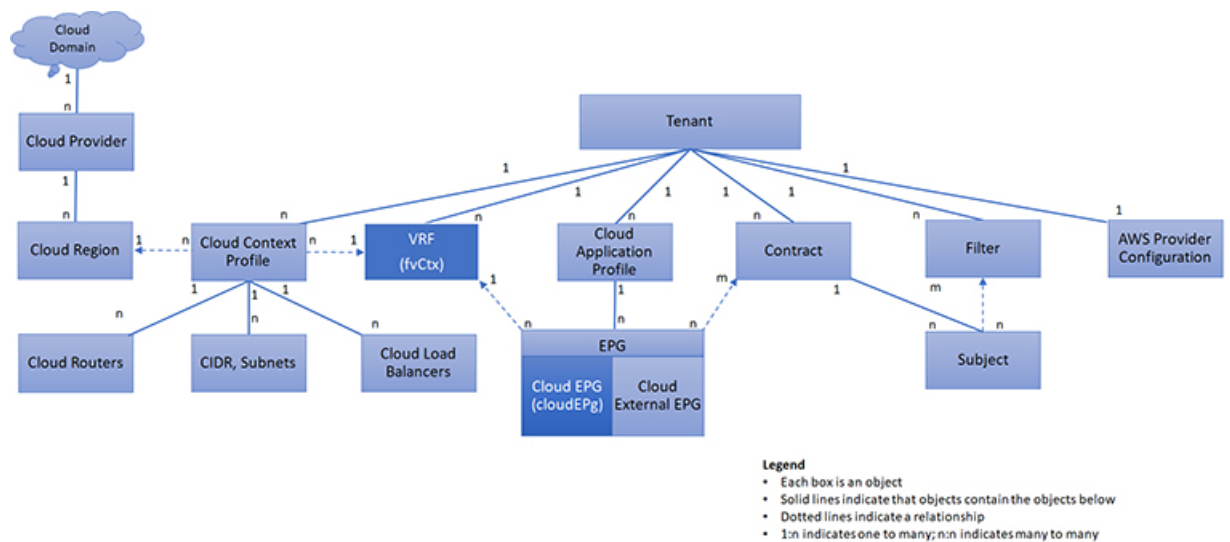 Cloud
Domain
1
n
Cloud Provider
Tenant
1
n
1
1
1
1
1
1
n
n
n
n
n
1
Cloud Region
1
n
Cloud Context
Profile
n
1
VRF
(fvCtx)
Cloud
Application
Profile
Contract
Filter
AWS Provider
Configuration
1
1
1
1
1
m
1
m
n
n
n
n
n
n
n
n
Cloud Routers
CIDR, Subnets
Cloud Load
Balancers
EPG
Cloud EPG
(cloudEPg)
Cloud
External EPG
Subject
Legend
• Each box is an object
• Solid lines indicate that objects contain the objects below
• Dotted lines indicate a relationship
• 1:n indicates one to many; n:n indicates many to many